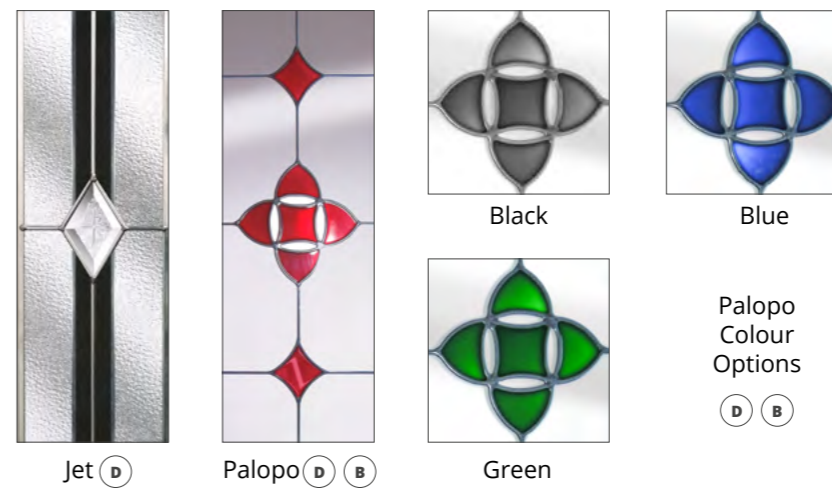 Black
Blue
Palopo
Colour
Options
D B
Jet D
Palopo D B
Green